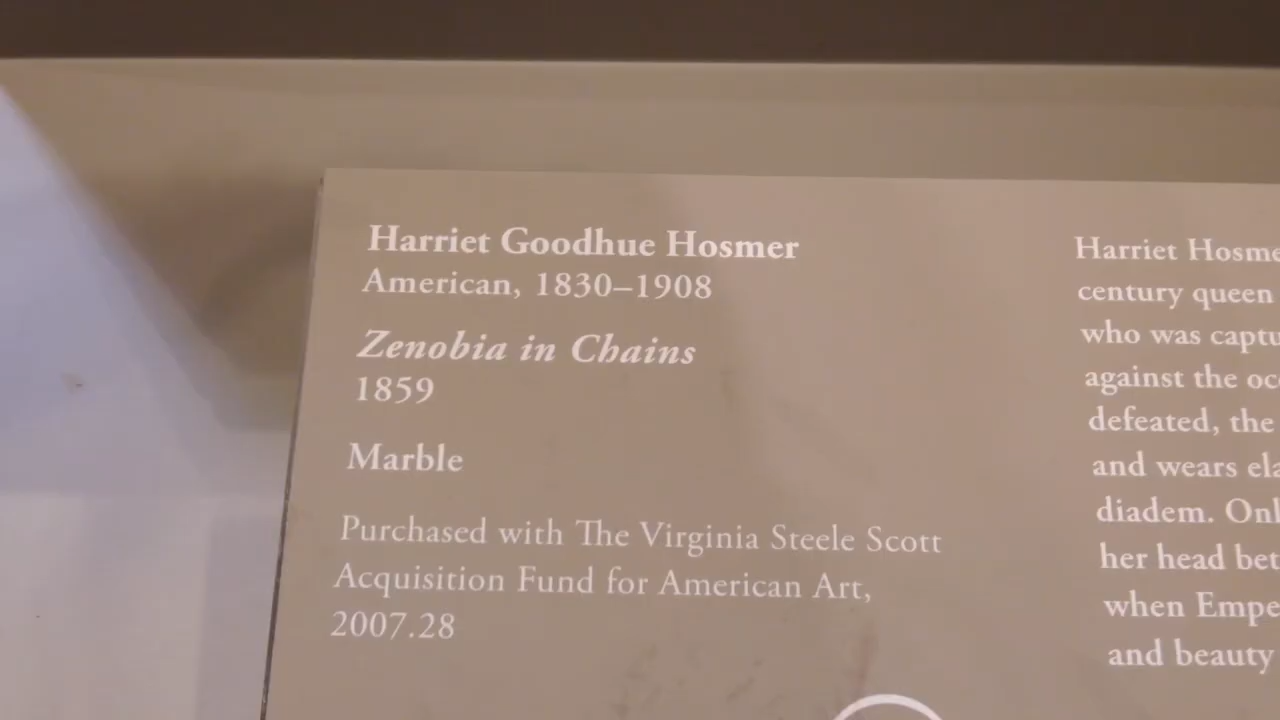 Harriet Goodhue Hosmer
American, 1830–1908
Zenobia in Chains
1859
Marble
Purchased with The Virginia Steele Scott
Acquisition Fund for American Art,
2007.28
Harriet Hosme
century queen
who was captu
against the oc
defeated, the
and wears ela
diadem. Onl
her head bet
when Empe
and beauty